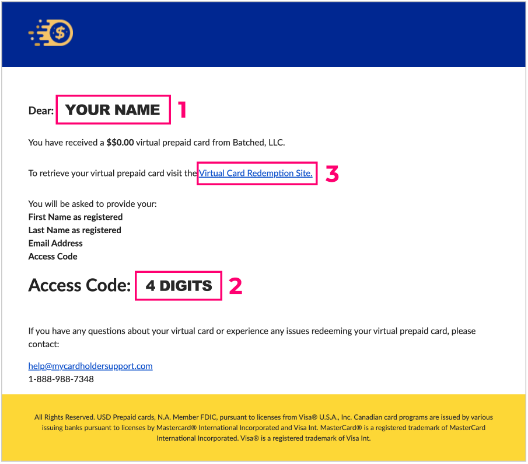 $
Dear: YOUR NAME 1
You have received a $$0.00 virtual prepaid card from Batched, LLC.
To retrieve your virtual prepaid card visit the Virtual Card Redemption Site. 3
You will be asked to provide your:
First Name as registered
Last Name as registered
Email Address
Access Code
Access Code: 4 DIGITS 2
If you have any questions about your virtual card or experience any issues redeeming your virtual prepaid card, please
contact:
help@mycardholdersupport.com
1-888-988-7348
All Rights Reserved. USD Prepaid cards, N.A. Member FDIC, pursuant to licenses from Visa® U.S.A., Inc. Canadian card programs are issued by various
issuing banks pursuant to licenses by Mastercard® International Incorporated and Visa Int. MasterCard® is a registered trademark of MasterCard
International Incorporated. Visa® is a registered trademark of Visa Int.